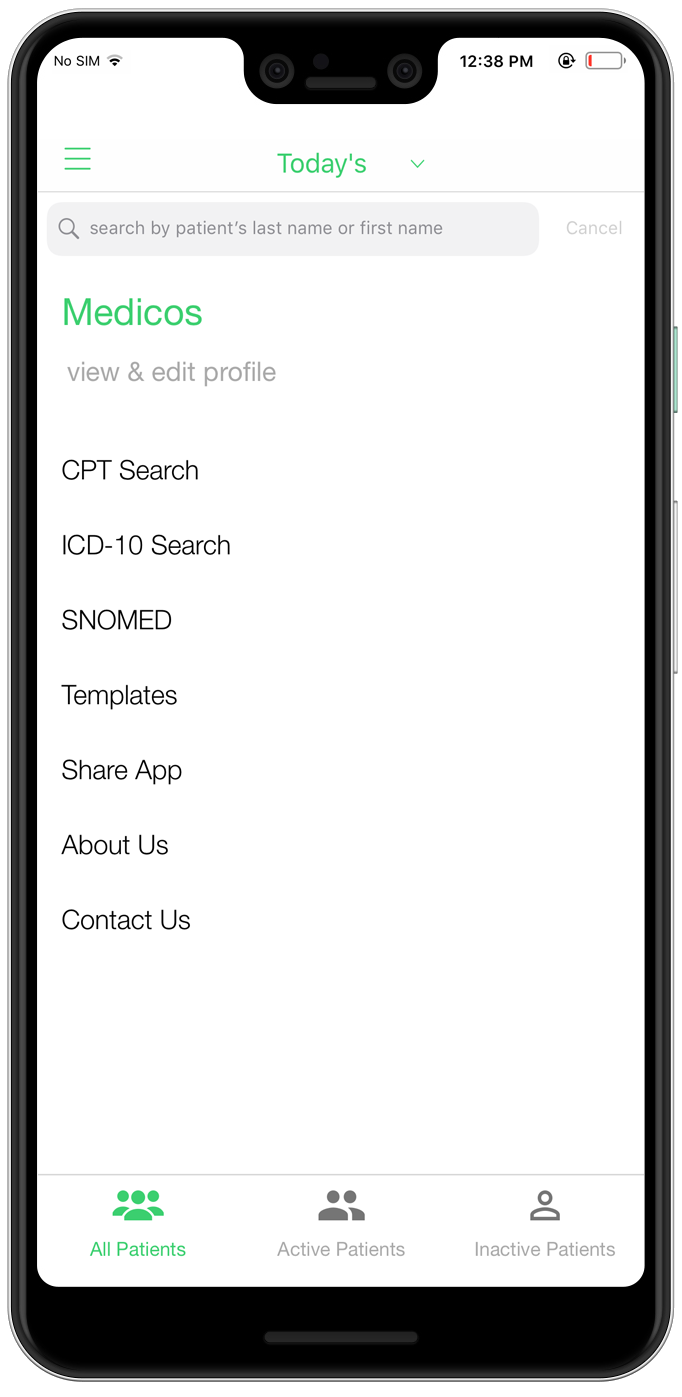 No SIM 12:38 PM
Today's
search by patient’s last name or first name Cancel
Medicos
view & edit profile
CPT Search
ICD-10 Search
SNOMED
Templates
Share App
About Us
Contact Us
All Patients Active Patients Inactive Patients